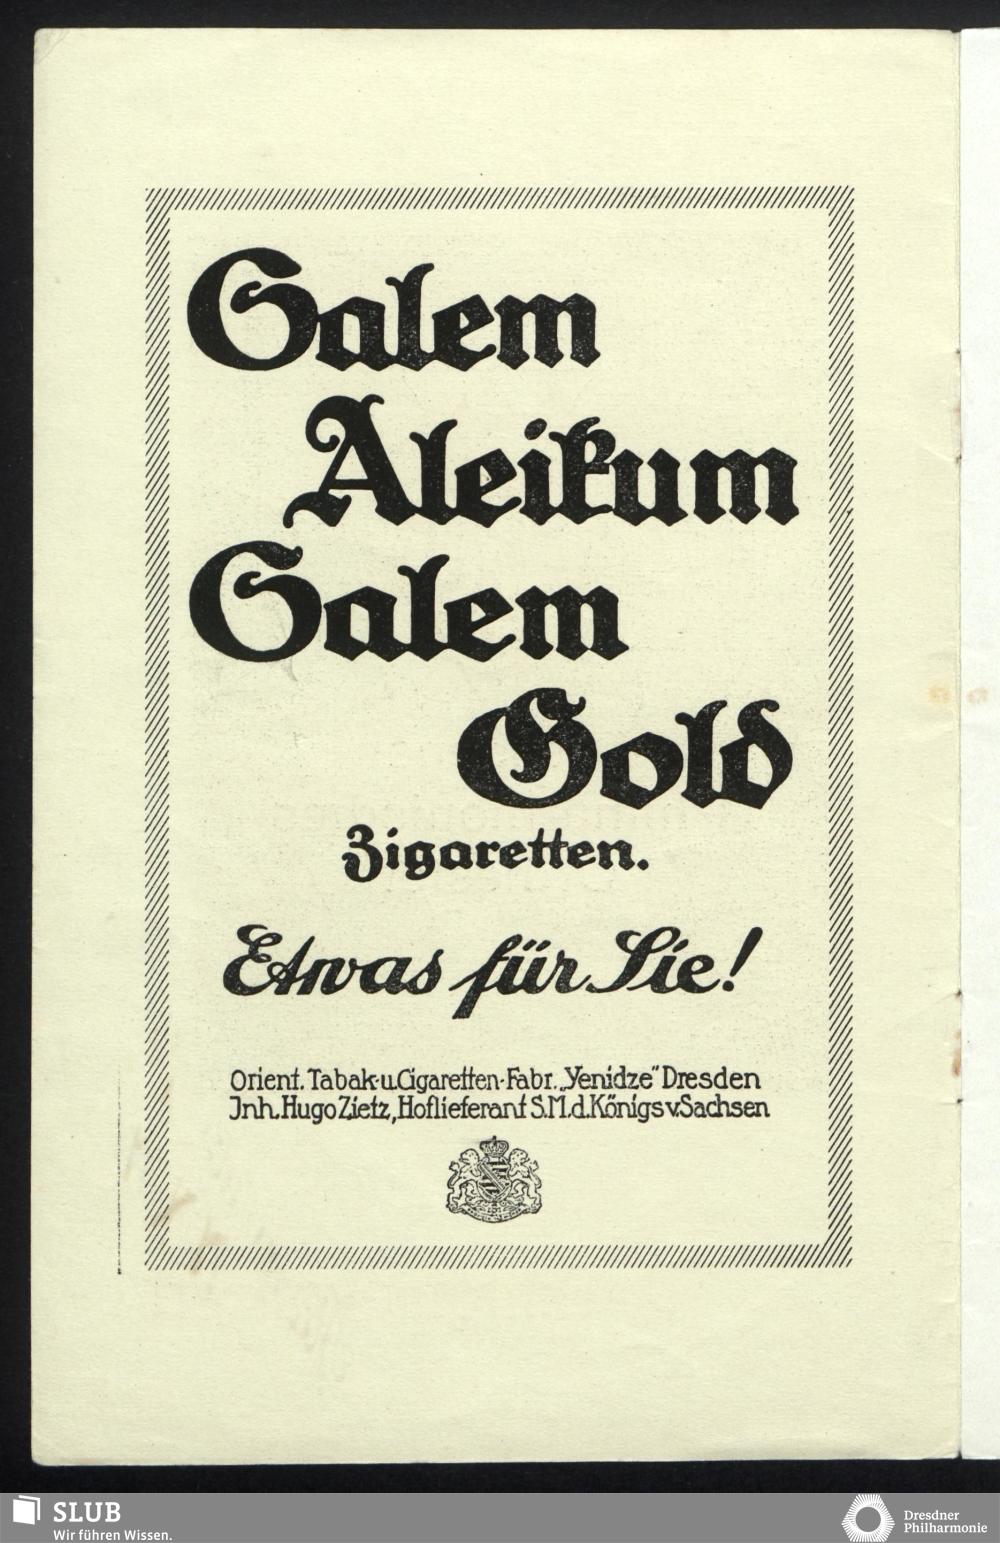 Salem
Aleikum
Salem
Gold
Zigaretten.
Etwas für Sie!
Orient. Tabak- u. Cigaretten-Fabr. „Yenidze" Dresden
Inh. Hugo Zietz, Hoflieferant S. M. d. Königs v. Sachsen
SLUB
Wir führen Wissen.
Dresdner
Philharmonie